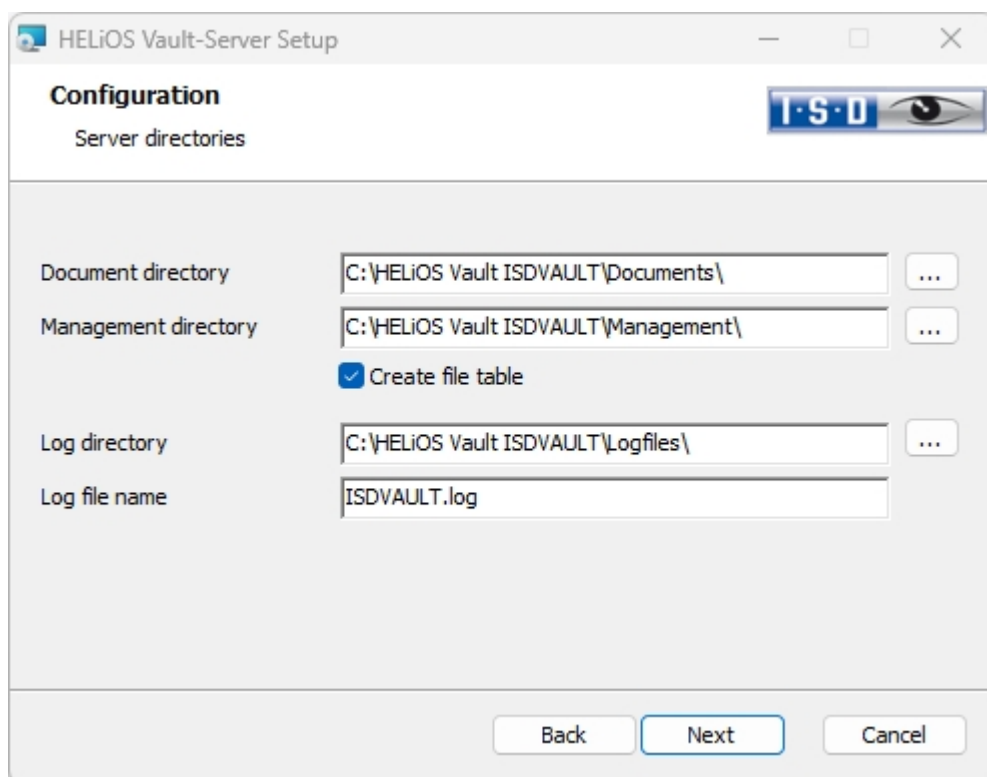 HELiOS Vault-Server Setup
Configuration
Server directories
I·S·D
Document directory
C:\HELiOS Vault ISDVAULT\Documents\
...
Management directory
C:\HELiOS Vault ISDVAULT\Management\
...
Create file table
Log directory
C:\HELiOS Vault ISDVAULT\Logfiles\
...
Log file name
ISDVAULT.log
Back
Next
Cancel